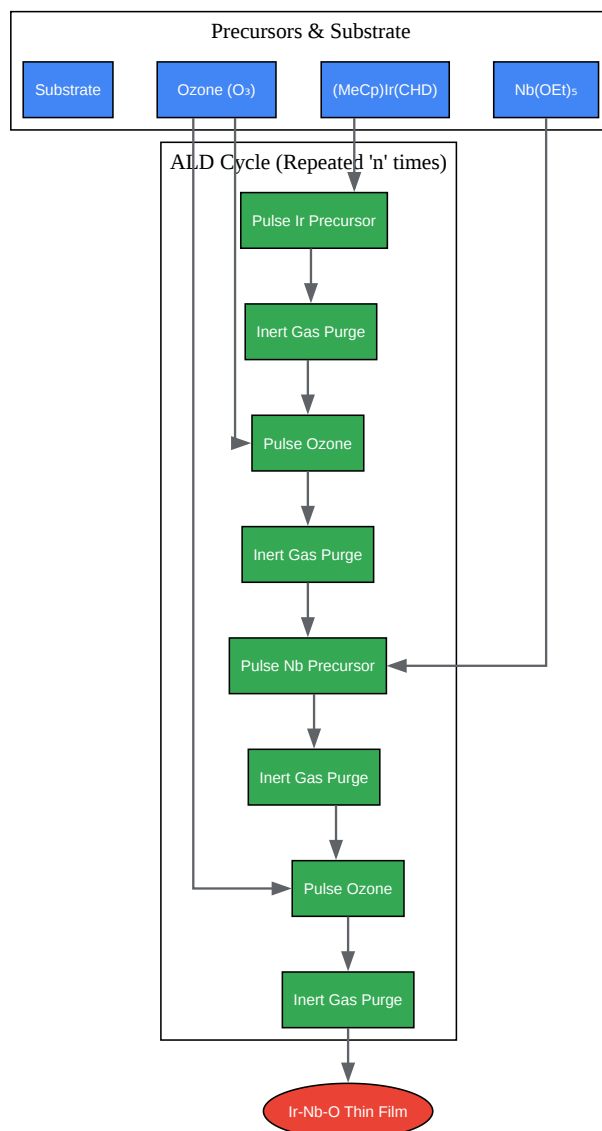 Precursors & Substrate
Substrate
Ozone (O₃)
(MeCp)Ir(CHD)
Nb(OEt)₅
ALD Cycle (Repeated 'n' times)
Pulse Ir Precursor
Inert Gas Purge
Pulse Ozone
Inert Gas Purge
Pulse Nb Precursor
Inert Gas Purge
Pulse Ozone
Inert Gas Purge
Ir-Nb-O Thin Film